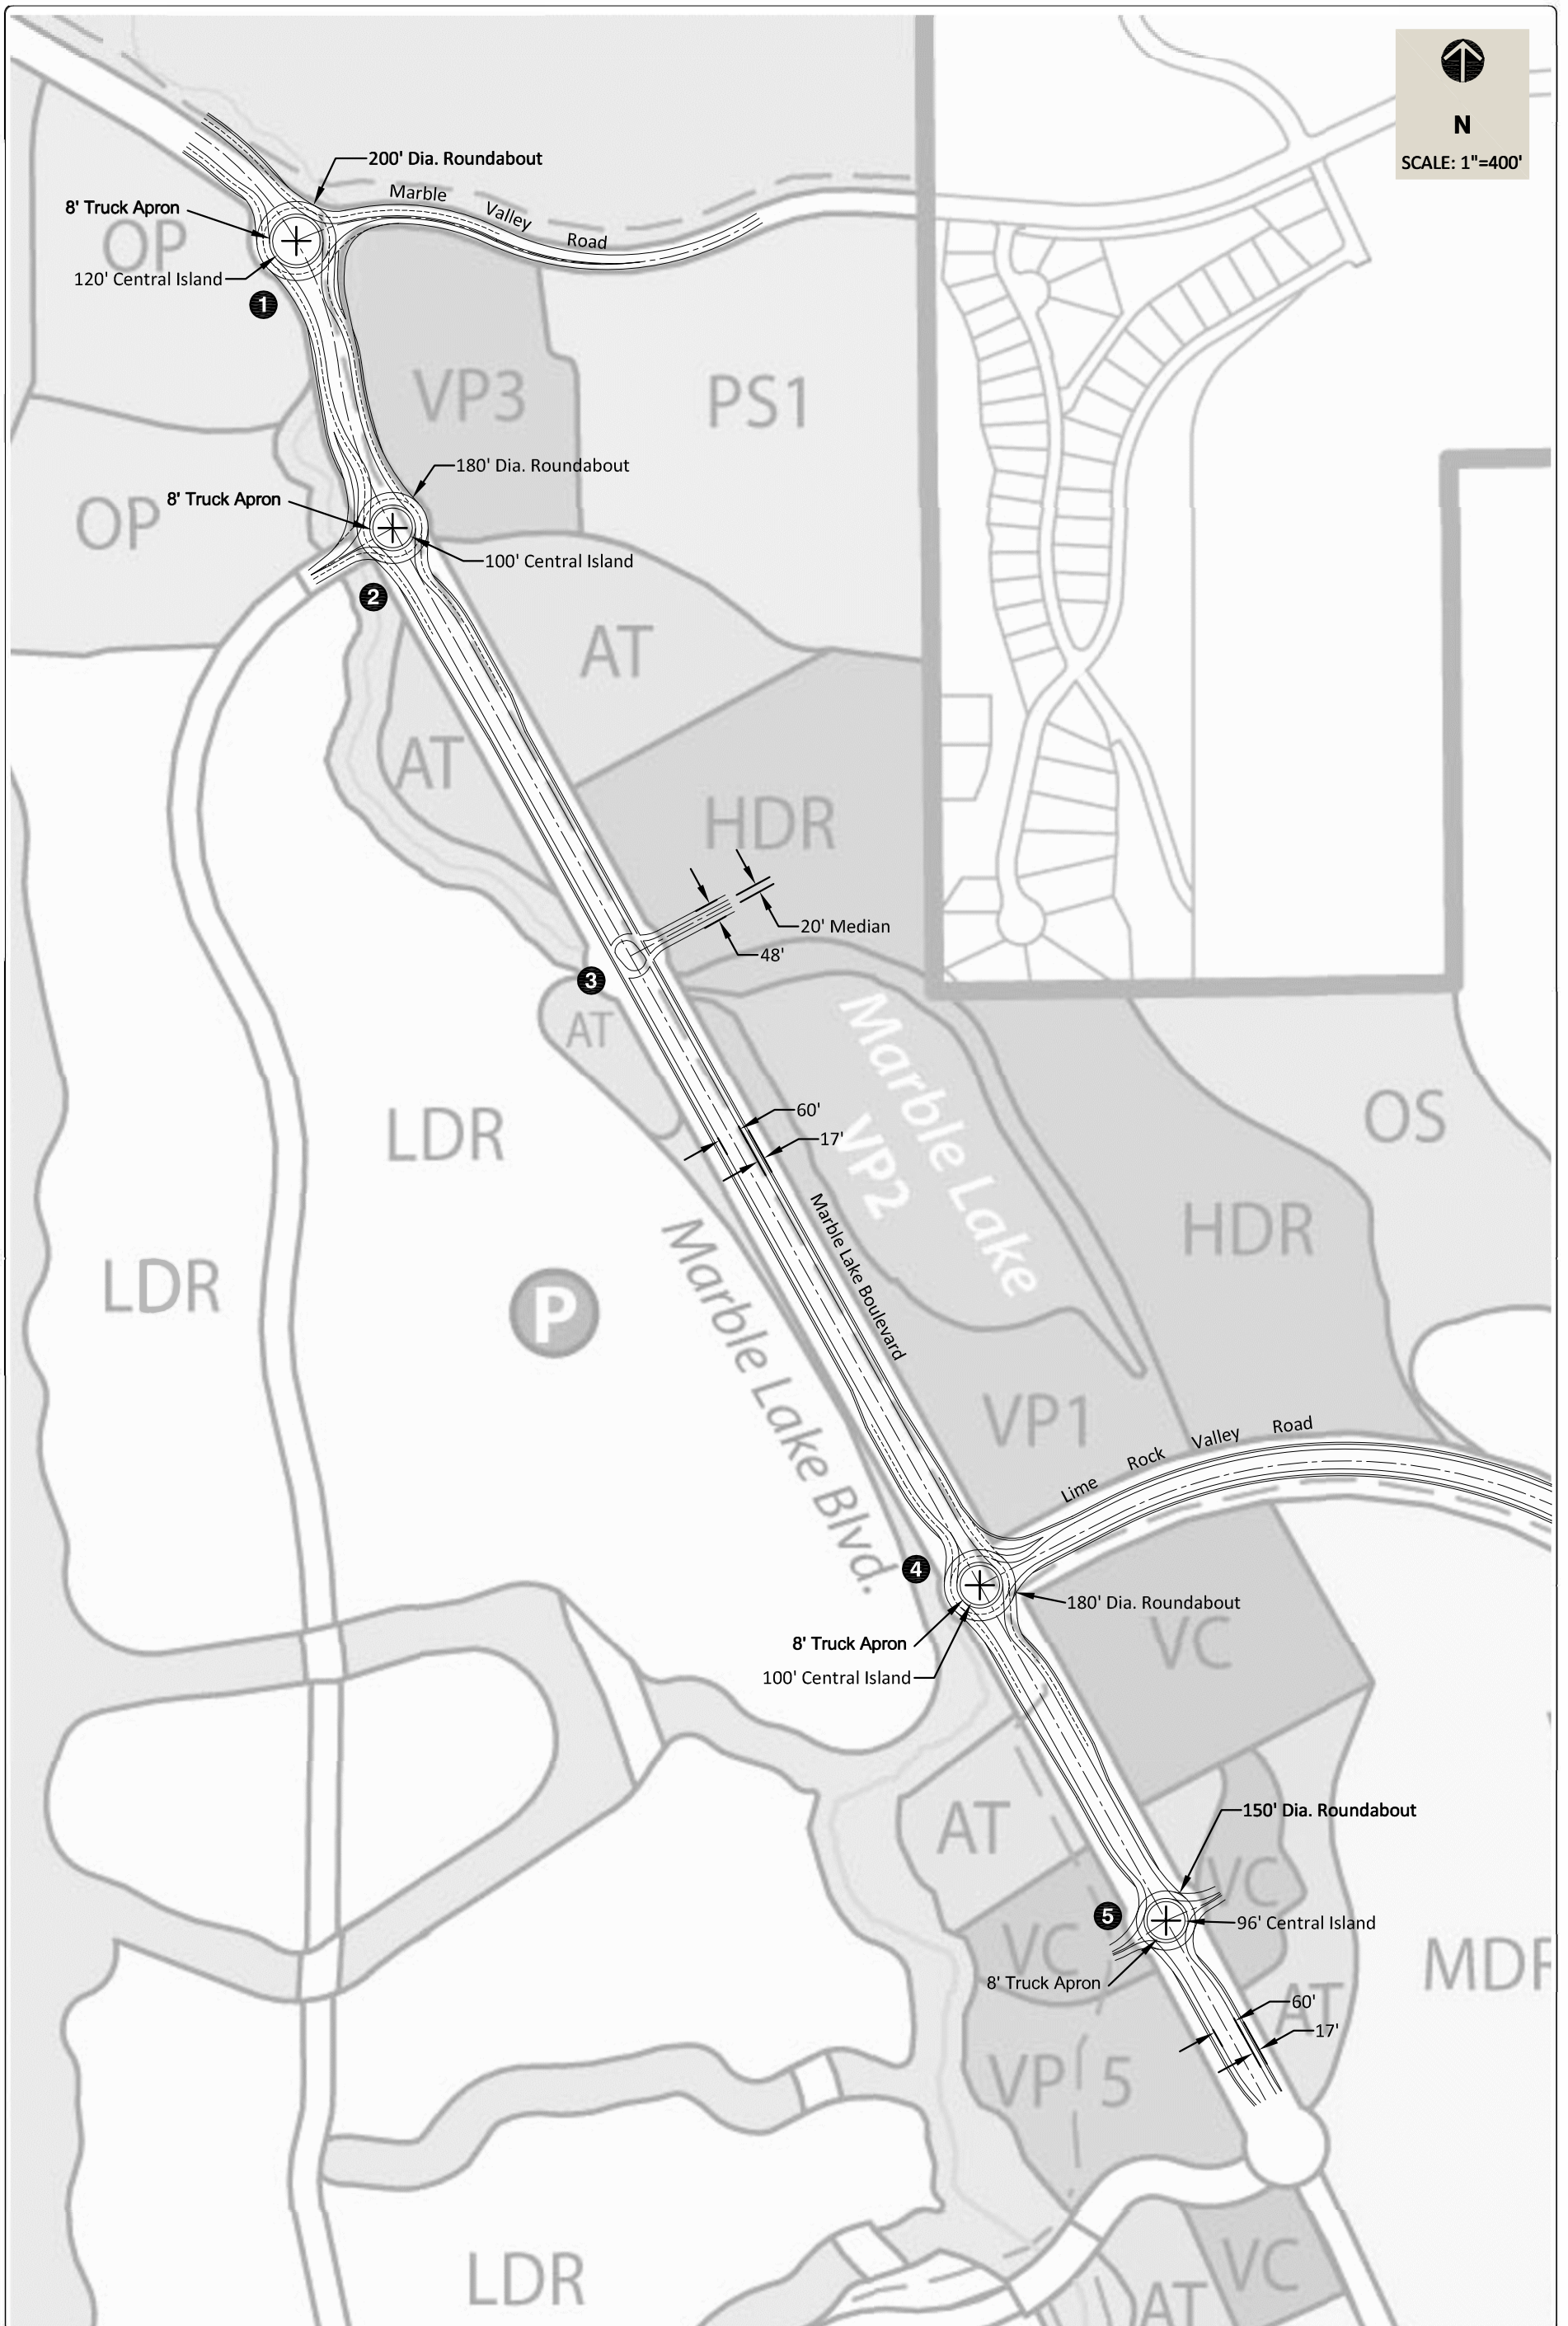 N
SCALE: 1"=400'
200' Dia. Roundabout
Marble Valley Road
8' Truck Apron
OP
120' Central Island
1
VP3
PS1
180' Dia. Roundabout
8' Truck Apron
OP
100' Central Island
2
AT
AT
HDR
20' Median
48'
3
AT
Marble Lake
VP2
60'
17'
OS
LDR
HDR
Marble Lake Boulevard
LDR
P
Marble Lake Blvd.
VP1
Lime Rock Valley Road
4
180' Dia. Roundabout
8' Truck Apron
VC
100' Central Island
AT
150' Dia. Roundabout
VC
5
96' Central Island
VC
MDR
8' Truck Apron
AT
60'
17'
VP 5
LDR
VC
AT